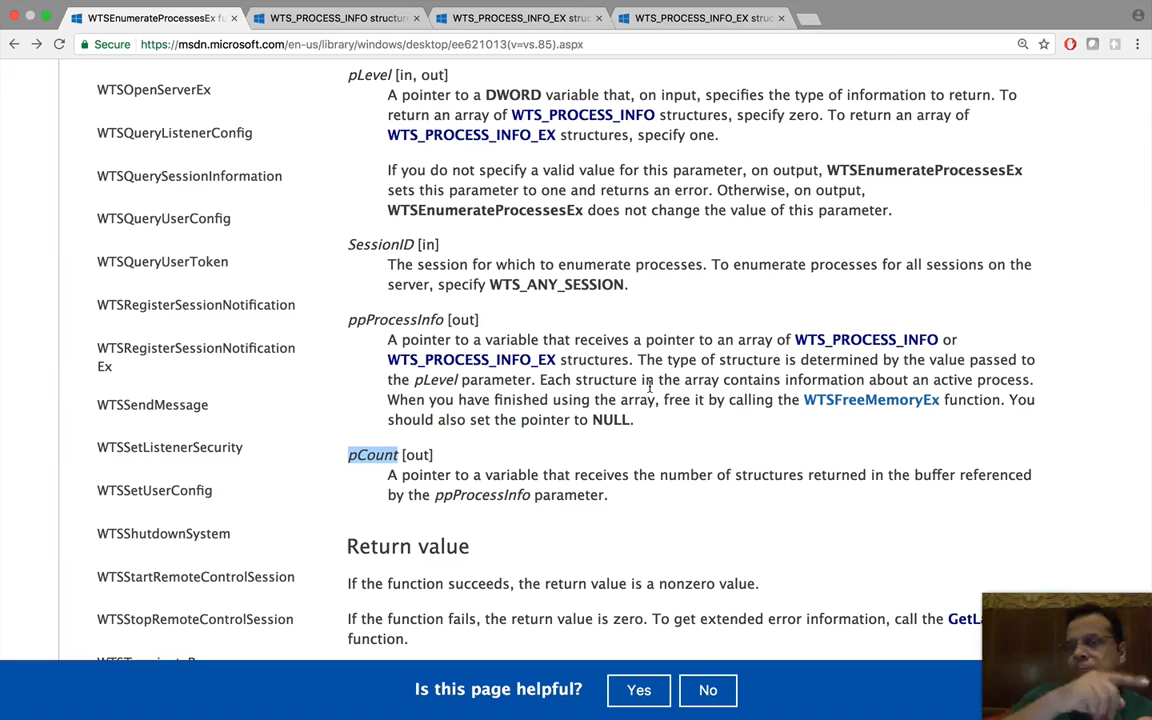 WTSEnumerateProcessesEx f
WTS_PROCESS_INFO structure
WTS_PROCESS_INFO_EX struc
WTS_PROCESS_INFO_EX struc
Secure
https://msdn.microsoft.com/en-us/library/windows/desktop/ee621013(v=vs.85).aspx
WTSOpenServerEx
WTSQueryListenerConfig
WTSQuerySessionInformation
WTSQueryUserConfig
WTSQueryUserToken
WTSRegisterSessionNotification
WTSRegisterSessionNotification
Ex
WTSSendMessage
WTSSetListenerSecurity
WTSSetUserConfig
WTSShutdownSystem
WTSStartRemoteControlSession
WTSStopRemoteControlSession
pLevel [in, out]
A pointer to a DWORD variable that, on input, specifies the type of information to return. To
return an array of WTS_PROCESS_INFO structures, specify zero. To return an array of
WTS_PROCESS_INFO_EX structures, specify one.
If you do not specify a valid value for this parameter, on output, WTSEnumerateProcessesEx
sets this parameter to one and returns an error. Otherwise, on output,
WTSEnumerateProcessesEx does not change the value of this parameter.
SessionID [in]
The session for which to enumerate processes. To enumerate processes for all sessions on the
server, specify WTS_ANY_SESSION.
ppProcessInfo [out]
A pointer to a variable that receives a pointer to an array of WTS_PROCESS_INFO or
WTS_PROCESS_INFO_EX structures. The type of structure is determined by the value passed to
the pLevel parameter. Each structure in the array contains information about an active process.
When you have finished using the array, free it by calling the WTSFreeMemoryEx function. You
should also set the pointer to NULL.
pCount [out]
A pointer to a variable that receives the number of structures returned in the buffer referenced
by the ppProcessInfo parameter.
Return value
If the function succeeds, the return value is a nonzero value.
If the function fails, the return value is zero. To get extended error information, call the GetLa
function.
Is this page helpful?
Yes
No